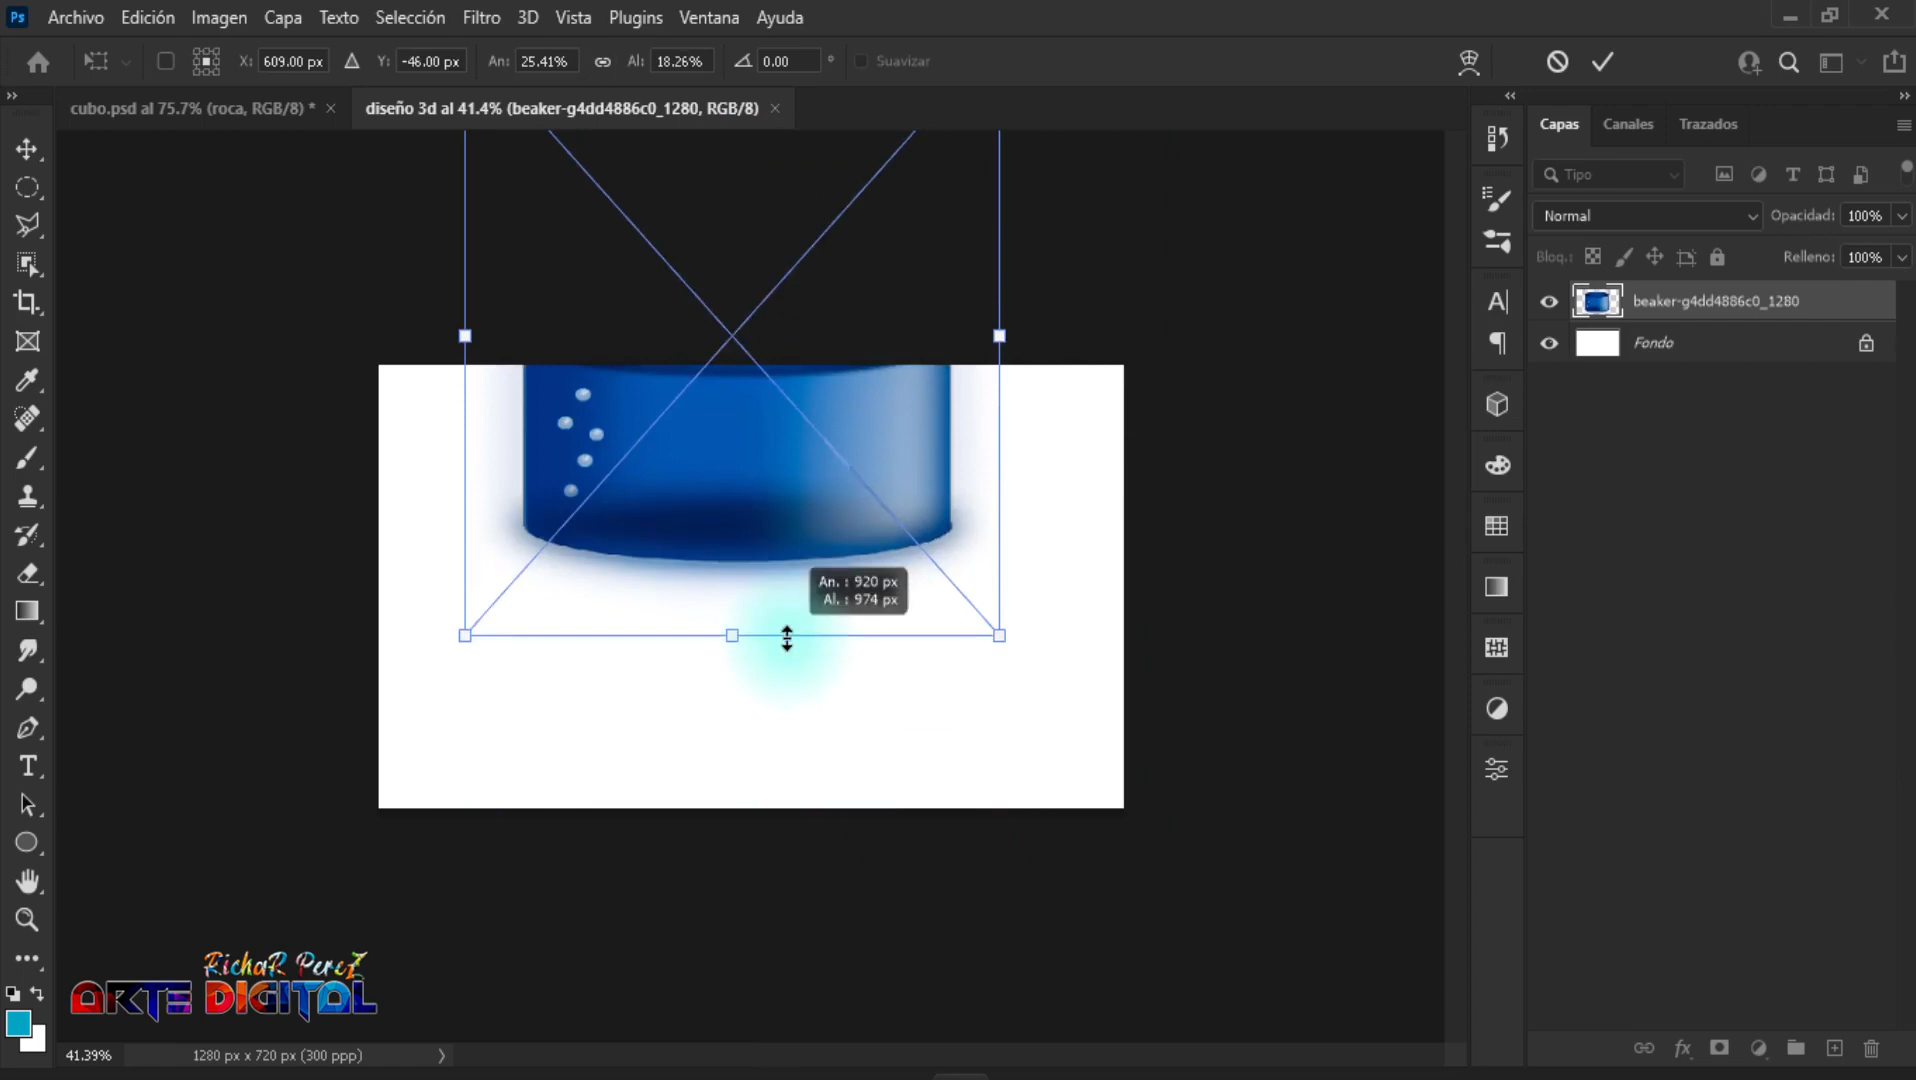 Ps Archivo Edición Imagen Capa Texto Selección Filtro 3D Vista Plugins Ventana Ayuda
X: 609.00 px Y: -46.00 px An: 25.41% Al: 18.26% 0.00 ° Suavizar
cubo.psd al 75.7% (roca, RGB/8) *
diseño 3d al 41.4% (beaker-g4dd4886c0_1280, RGB/8)
Capas Canales Trazados
Tipo
Normal Opacidad: 100%
Bloq.: Relleno: 100%
beaker-g4dd4886c0_1280
Fondo
An. : 920 px
Al. : 974 px
RichaR PereZ
ARTE DIGITAL
41.39% 1280 px x 720 px (300 ppp)